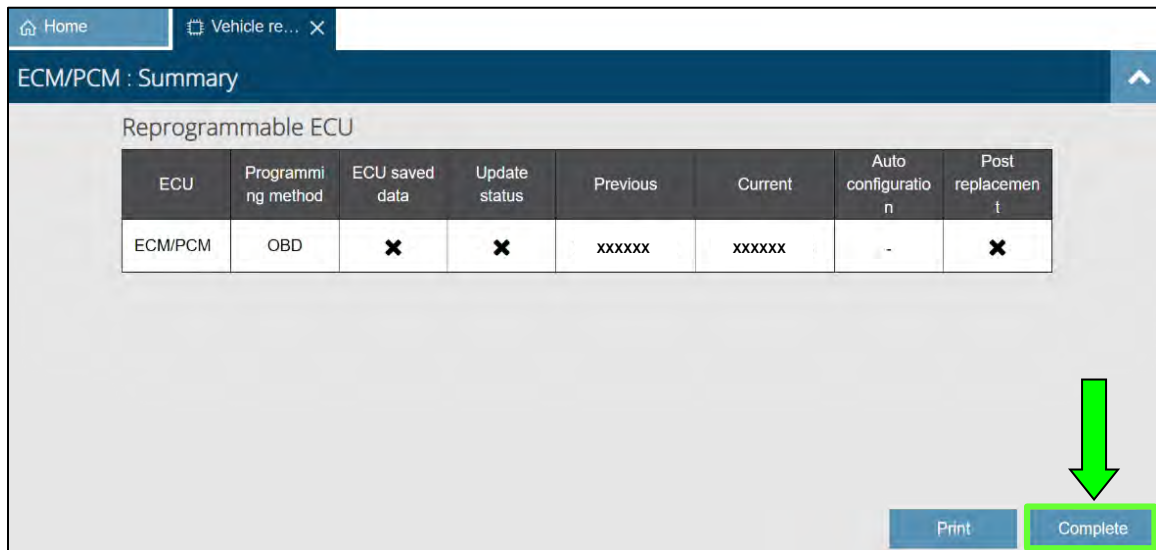 Home
Vehicle re...
ECM/PCM : Summary
Reprogrammable ECU
ECU
Programmi
ng method
ECU saved
data
Update
status
Previous
Current
Auto
configuratio
n
Post
replacemen
t
ECM/PCM
OBD
xxxxxx
xxxxxx
-
Print
Complete